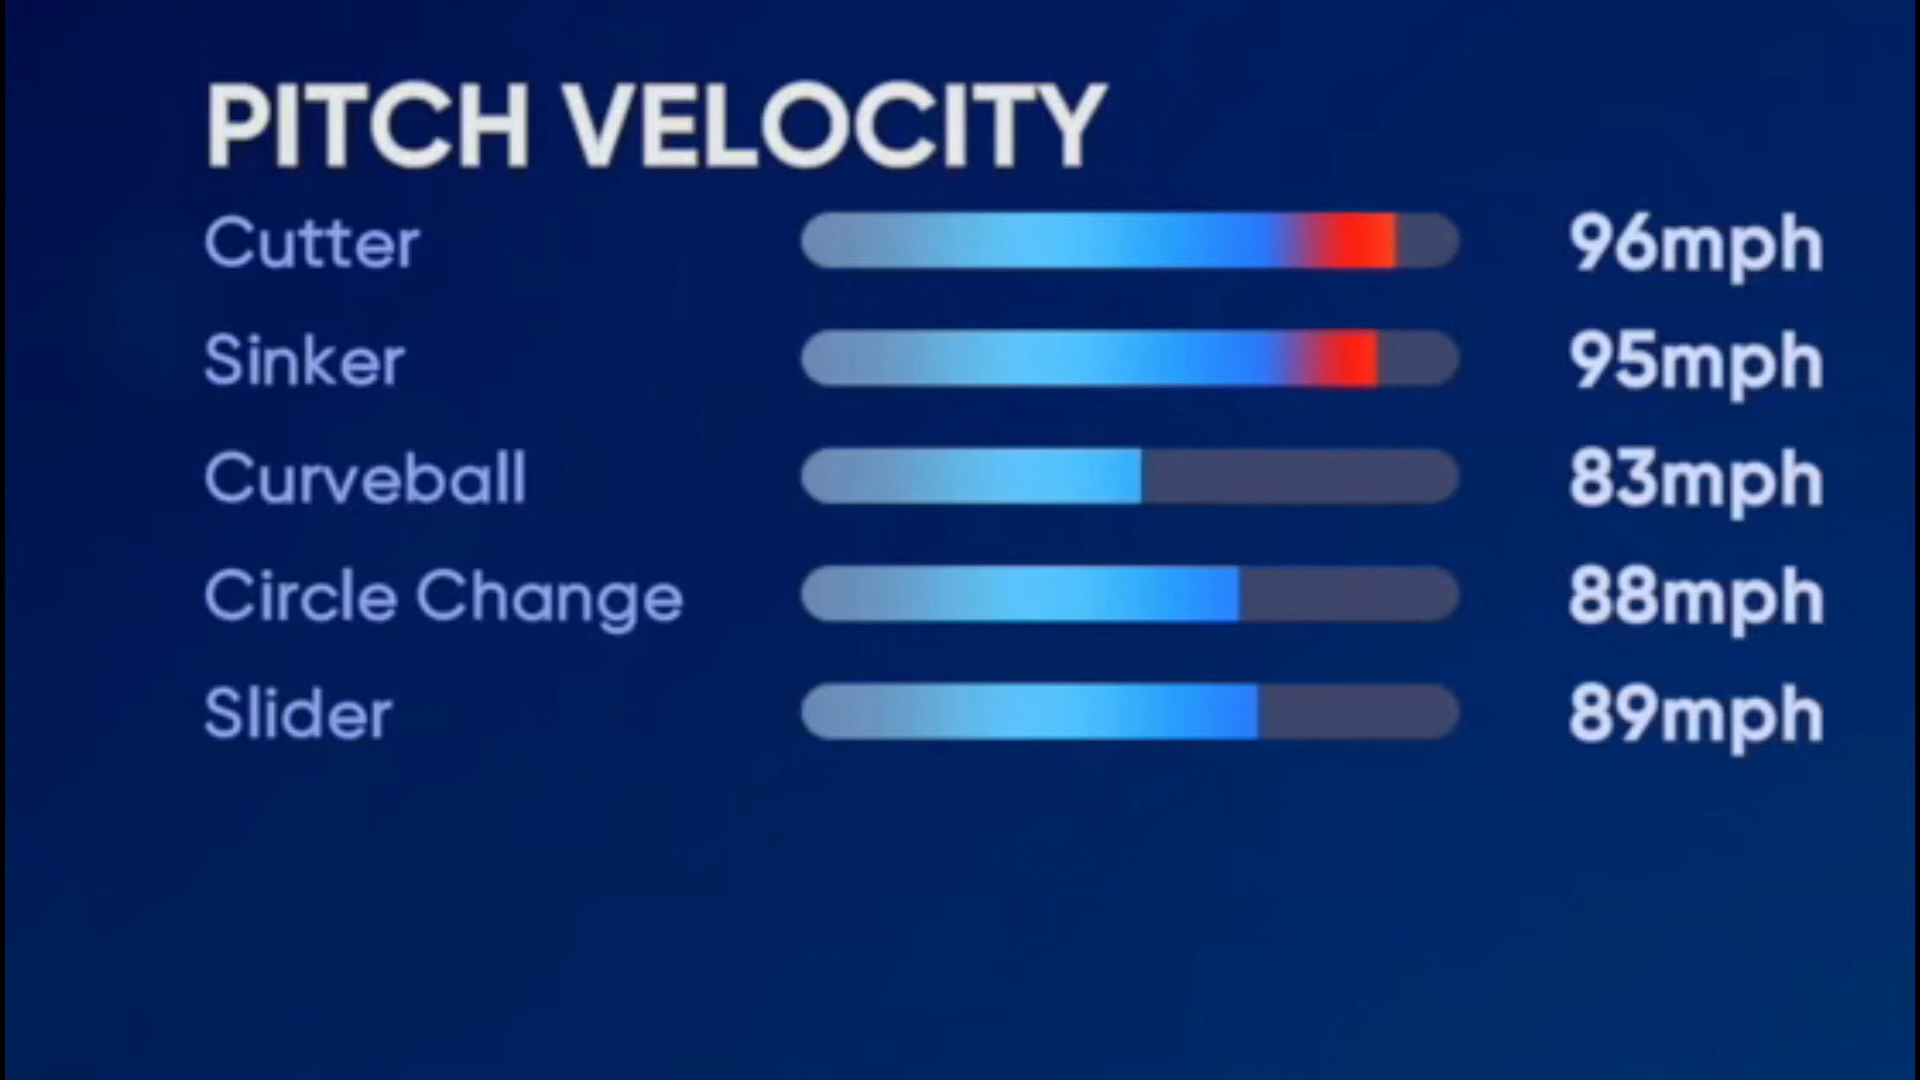 PITCH VELOCITY
Cutter 96mph
Sinker 95mph
Curveball 83mph
Circle Change 88mph
Slider 89mph